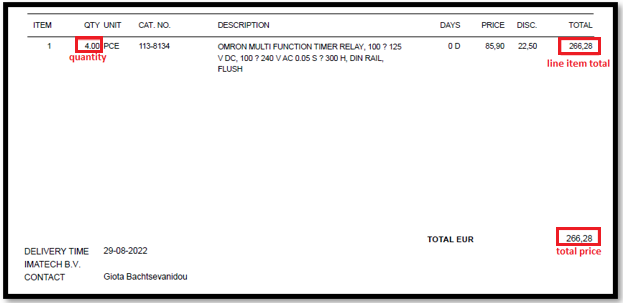 ITEM QTY UNIT CAT. NO. DESCRIPTION DAYS PRICE DISC. TOTAL
1 4.00 PCE 113-8134 OMRON MULTI FUNCTION TIMER RELAY, 100 ? 125 0 D 85,90 22,50 266,28
quantity V DC, 100 ? 240 V AC 0.05 S ? 300 H, DIN RAIL, line item total
FLUSH
TOTAL EUR 266,28
total price
DELIVERY TIME 29-08-2022
IMATECH B.V.
CONTACT Giota Bachtsevanidou